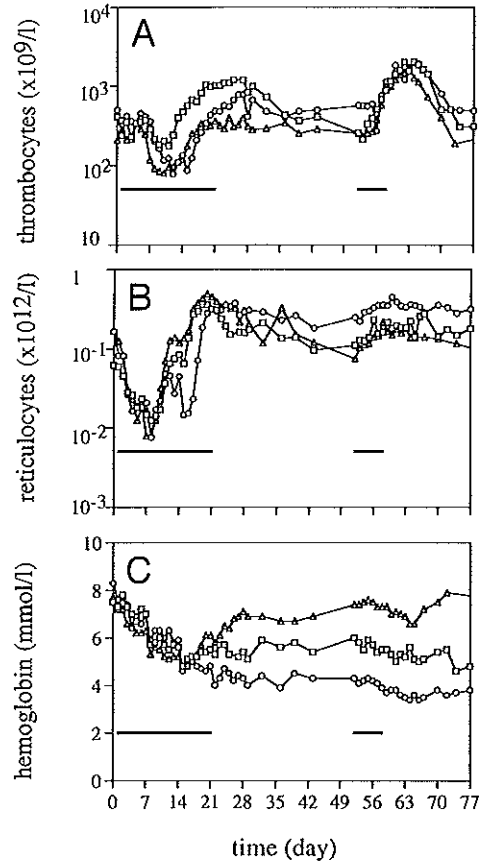 A
thrombocytes (x10⁹/l)
10⁴
10³
10²
10
B
reticulocytes (x10¹²/l)
1
10⁻¹
10⁻²
10⁻³
C
hemoglobin (mmol/l)
10
8
6
4
2
0
0 7 14 21 28 35 42 49 56 63 70 77
time (day)